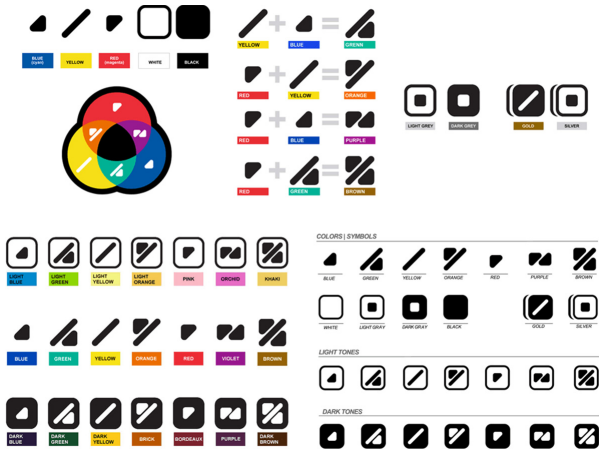 BLUE
(cyan)
YELLOW
RED
(magenta)
WHITE
BLACK
YELLOW
BLUE
GRENN
RED
YELLOW
ORANGE
RED
BLUE
PURPLE
RED
GREEN
BROWN
LIGHT GREY
DARK GREY
GOLD
SILVER
LIGHT
BLUE
LIGHT
GREEN
LIGHT
YELLOW
LIGHT
ORANGE
PINK
ORCHID
KHAKI
BLUE
GREEN
YELLOW
ORANGE
RED
VIOLET
BROWN
DARK
BLUE
DARK
GREEN
DARK
YELLOW
BRICK
BORDEAUX
PURPLE
DARK
BROWN
COLORS | SYMBOLS
BLUE
GREEN
YELLOW
ORANGE
RED
PURPLE
BROWN
WHITE
LIGHT GRAY
DARK GRAY
BLACK
GOLD
SILVER
LIGHT TONES
DARK TONES